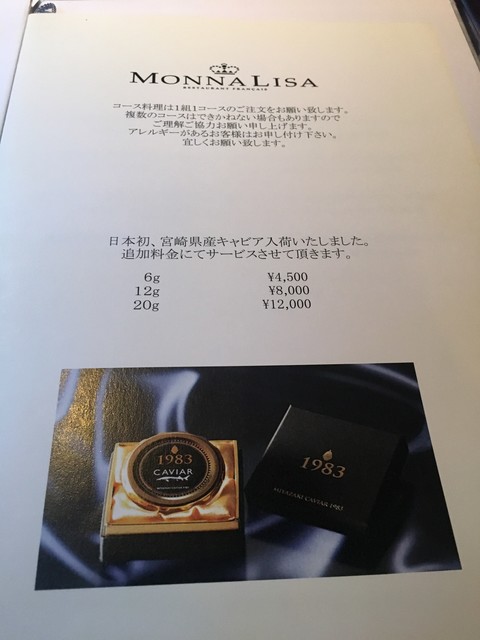 MONNALISA
RESTAURANT FRANÇAIS
コース料理は1組1コースのご注文をお願い致します。
複数のコースはできかねない場合もありますので
ご理解ご協力お願い申し上げます。
アレルギーがあるお客様はお申し付け下さい。
宜しくお願い致します。
日本初、宮崎県産キャビア入荷いたしました。
追加料金にてサービスさせて頂きます。
6g ¥4,500
12g ¥8,000
20g ¥12,000
1983
CAVIAR
MIYAZAKI CAVIAR 1983
1983
MIYAZAKI CAVIAR 1983